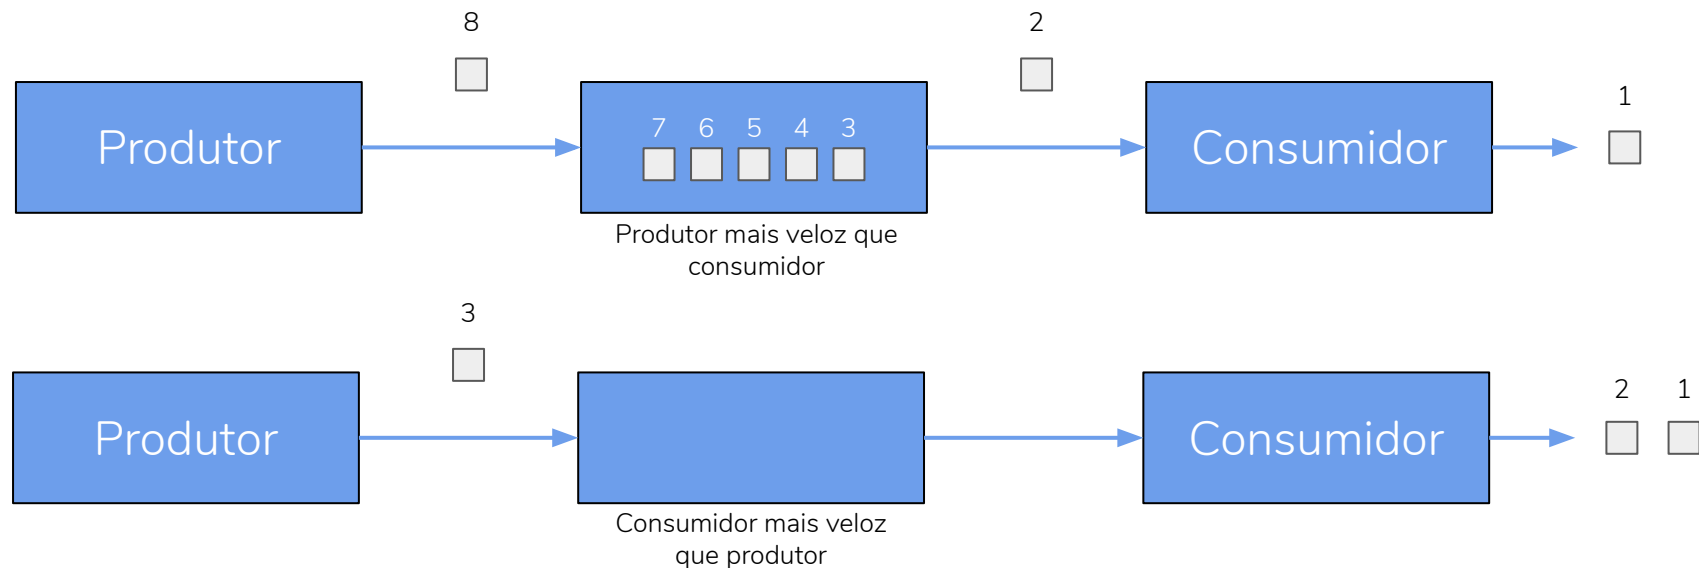 8
2
1
Produtor
7 6 5 4 3
Consumidor
Produtor mais veloz que
consumidor
3
2 1
Produtor
Consumidor
Consumidor mais veloz
que produtor